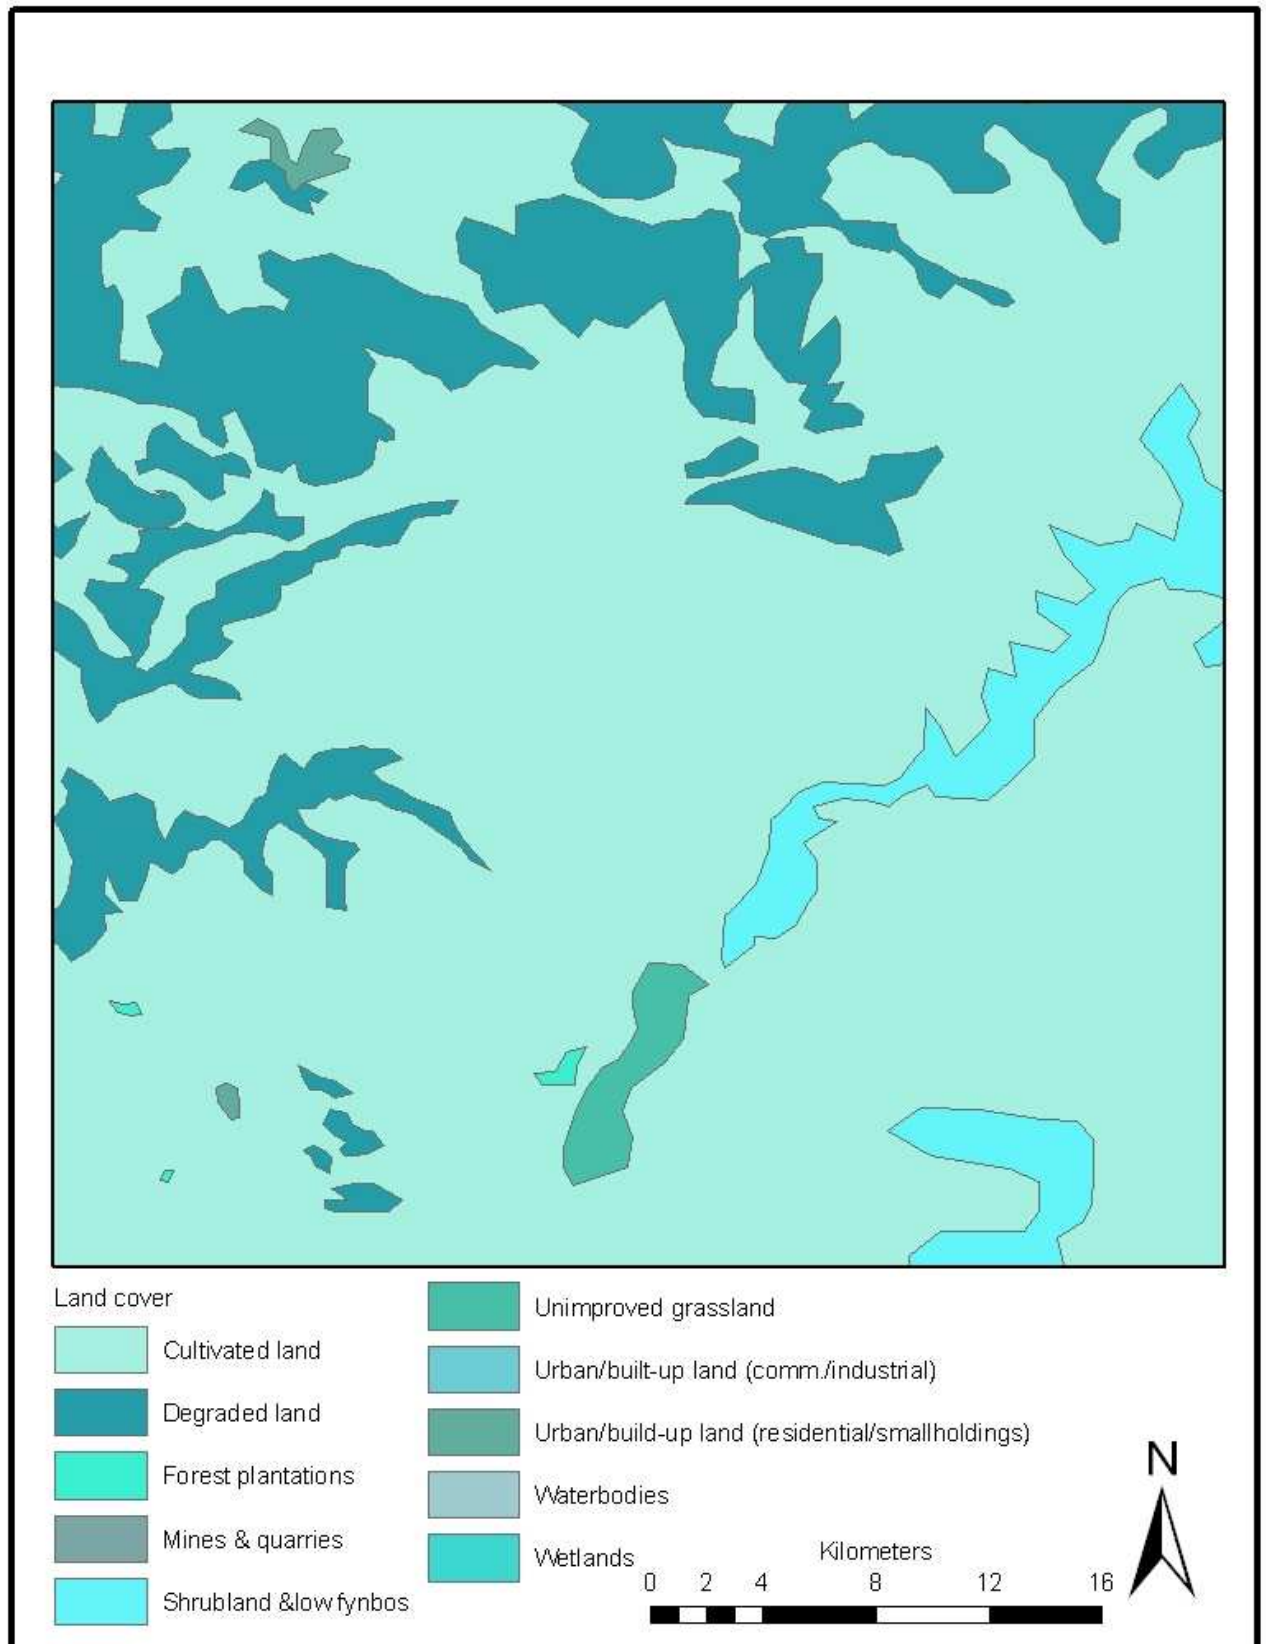 Land cover
Cultivated land
Degraded land
Forest plantations
Mines & quarries
Shrubland &low fynbos
Unimproved grassland
Urban/built-up land (comm./industrial)
Urban/build-up land (residential/smallholdings)
Waterbodies
Wetlands
Kilometers
0 2 4 8 12 16
N